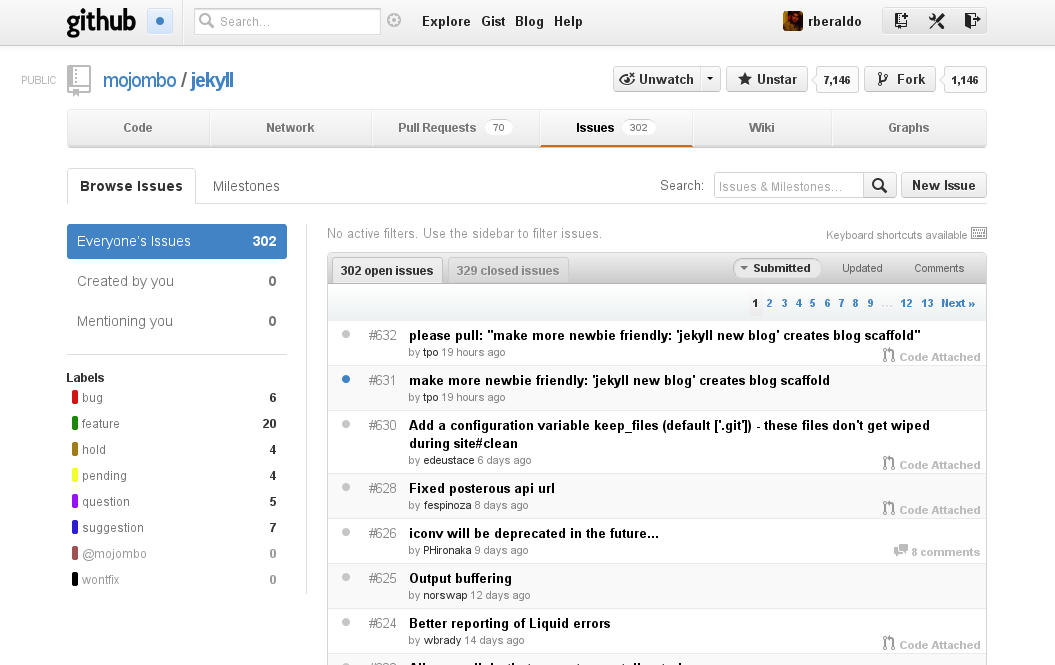 github Search... Explore Gist Blog Help rberaldo
PUBLIC mojombo / jekyll Unwatch Unstar 7,146 Fork 1,146
Code Network Pull Requests 70 Issues 302 Wiki Graphs
Browse Issues Milestones Search: Issues & Milestones... New Issue
Everyone's Issues 302
Created by you 0
Mentioning you 0
Labels
bug 6
feature 20
hold 4
pending 4
question 5
suggestion 7
@mojombo 0
wontfix 0
No active filters. Use the sidebar to filter issues. Keyboard shortcuts available
302 open issues 329 closed issues Submitted Updated Comments
1 2 3 4 5 6 7 8 9 ... 12 13 Next »
#632 please pull: "make more newbie friendly: 'jekyll new blog' creates blog scaffold"
by tpo 19 hours ago Code Attached
#631 make more newbie friendly: 'jekyll new blog' creates blog scaffold
by tpo 19 hours ago
#630 Add a configuration variable keep_files (default ['.git']) - these files don't get wiped
during site#clean
by edeustace 6 days ago Code Attached
#628 Fixed posterous api url
by fespinoza 8 days ago Code Attached
#626 iconv will be deprecated in the future...
by PHironaka 9 days ago 8 comments
#625 Output buffering
by norswap 12 days ago
#624 Better reporting of Liquid errors
by wbrady 14 days ago Code Attached